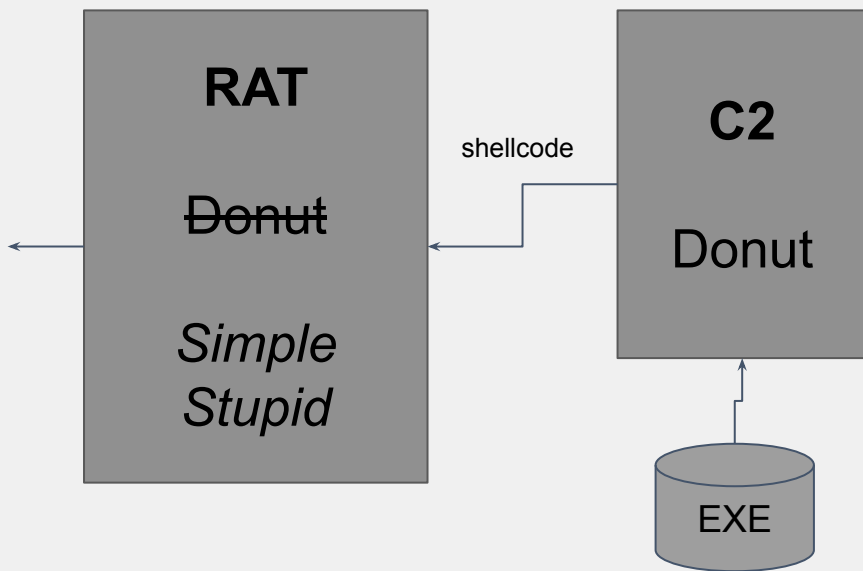 RAT
Donut
Simple
Stupid
shellcode
C2
Donut
EXE